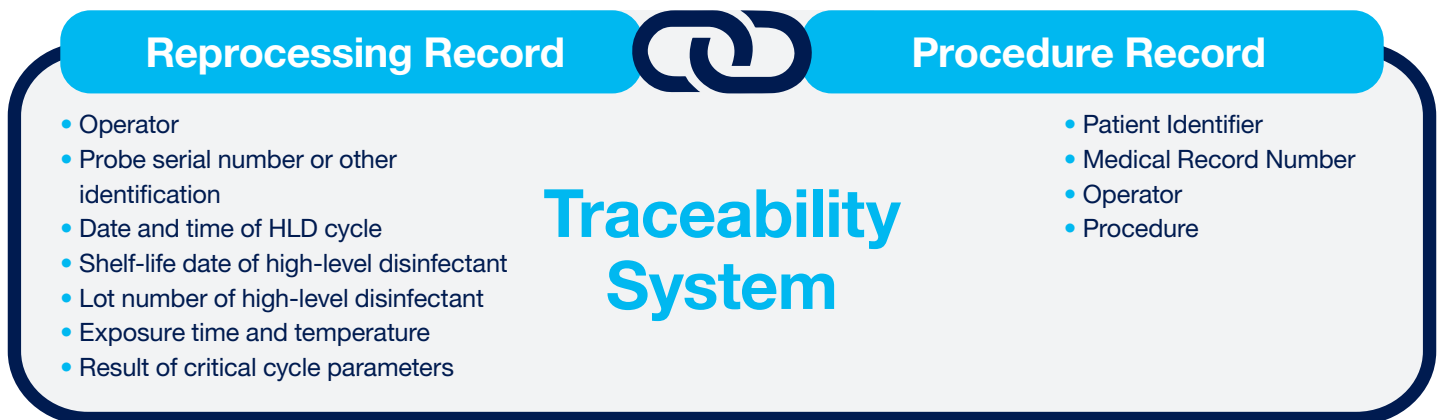 Reprocessing Record
Procedure Record
• Operator
• Probe serial number or other
identification
• Date and time of HLD cycle
• Shelf-life date of high-level disinfectant
• Lot number of high-level disinfectant
• Exposure time and temperature
• Result of critical cycle parameters
Traceability
System
• Patient Identifier
• Medical Record Number
• Operator
• Procedure